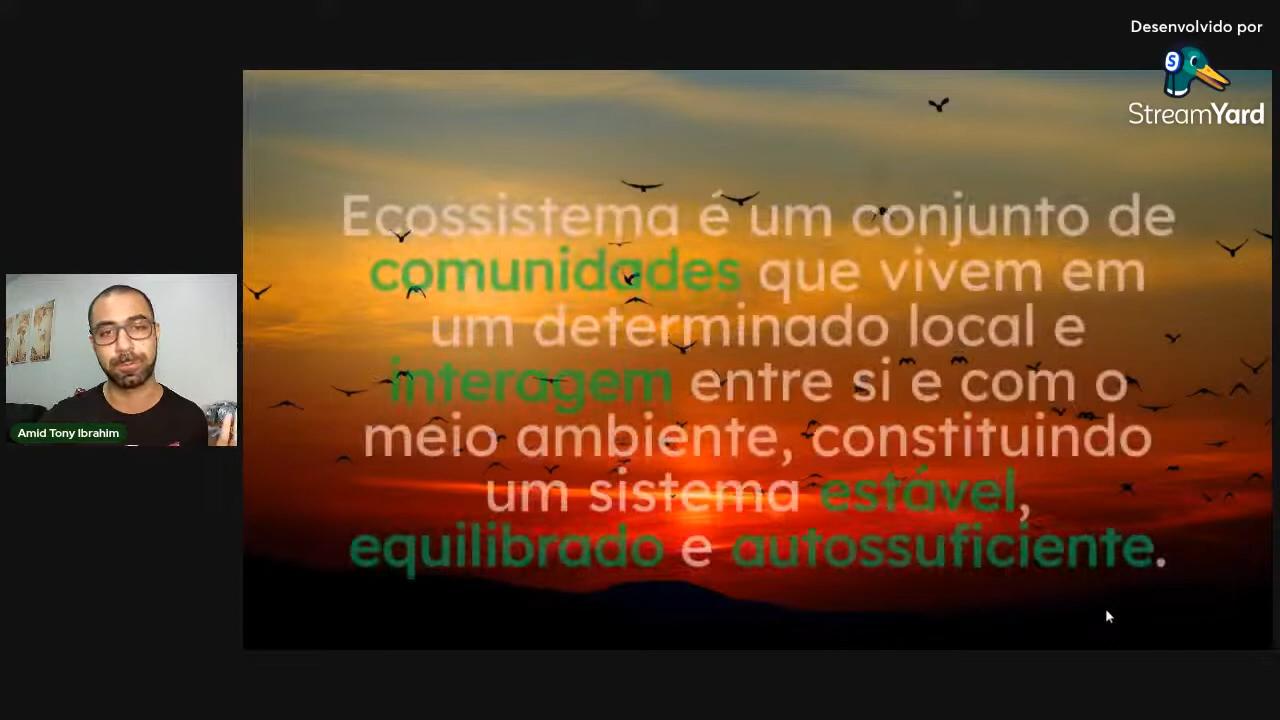 Desenvolvido por
StreamYard
Ecossistema é um conjunto de
comunidades que vivem em
um determinado local e
interagem entre si e com o
meio ambiente, constituindo
um sistema estável,
equilibrado e autossuficiente.
Amid Tony Ibrahim